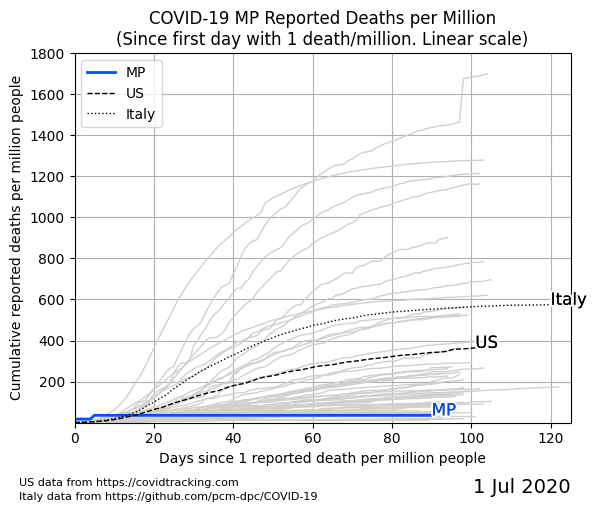 COVID-19 MP Reported Deaths per Million
(Since first day with 1 death/million. Linear scale)
MP
US
Italy
1800
1600
1400
1200
1000
800
600
400
200
Cumulative reported deaths per million people
Italy
US
MP
0 20 40 60 80 100 120
Days since 1 reported death per million people
US data from https://covidtracking.com
Italy data from https://github.com/pcm-dpc/COVID-19
1 Jul 2020